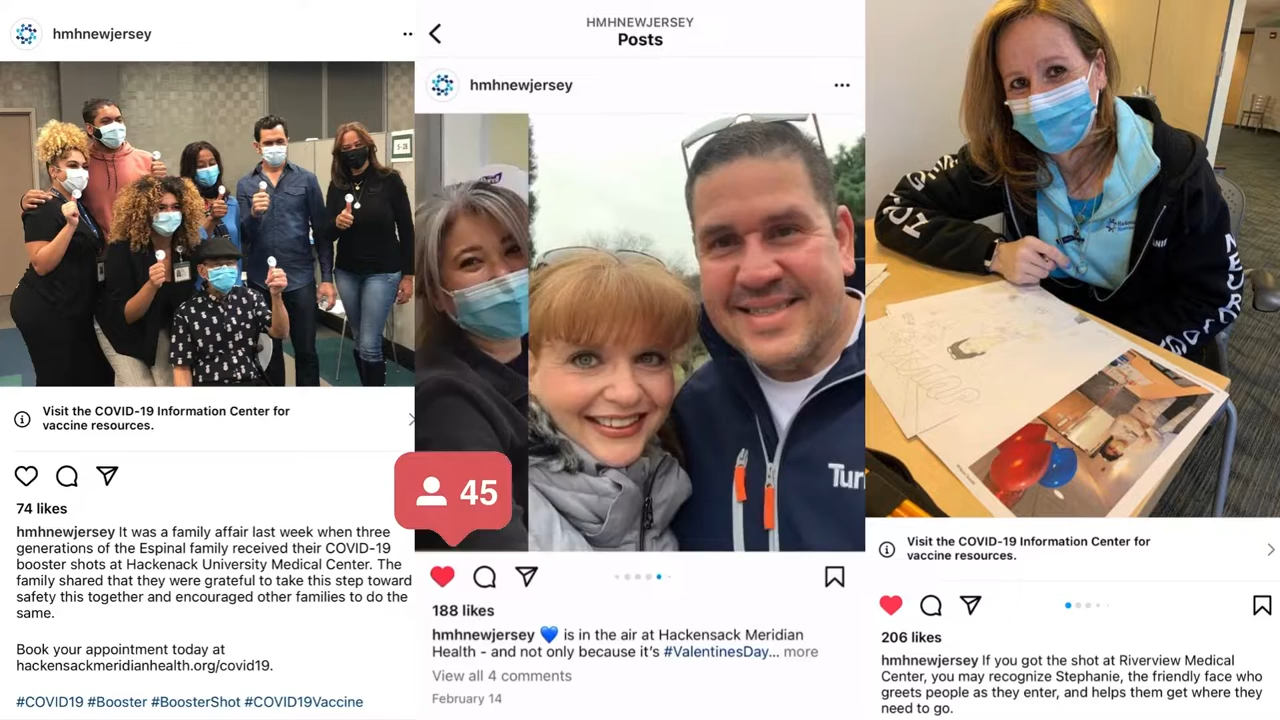 hmhnewjersey
Visit the COVID-19 Information Center for
vaccine resources.
74 likes
hmhnewjersey It was a family affair last week when three
generations of the Espinal family received their COVID-19
booster shots at Hackenack University Medical Center. The
family shared that they were grateful to take this step toward
safety this together and encouraged other families to do the
same.
Book your appointment today at
hackensackmeridianhealth.org/covid19.
#COVID19 #Booster #BoosterShot #COVID19Vaccine
HMHNEWJERSEY
Posts
hmhnewjersey
Tur
45
188 likes
hmhnewjersey 💙 is in the air at Hackensack Meridian
Health - and not only because it's #ValentinesDay... more
View all 4 comments
February 14
Visit the COVID-19 Information Center for
vaccine resources.
206 likes
hmhnewjersey If you got the shot at Riverview Medical
Center, you may recognize Stephanie, the friendly face who
greets people as they enter, and helps them get where they
need to go.